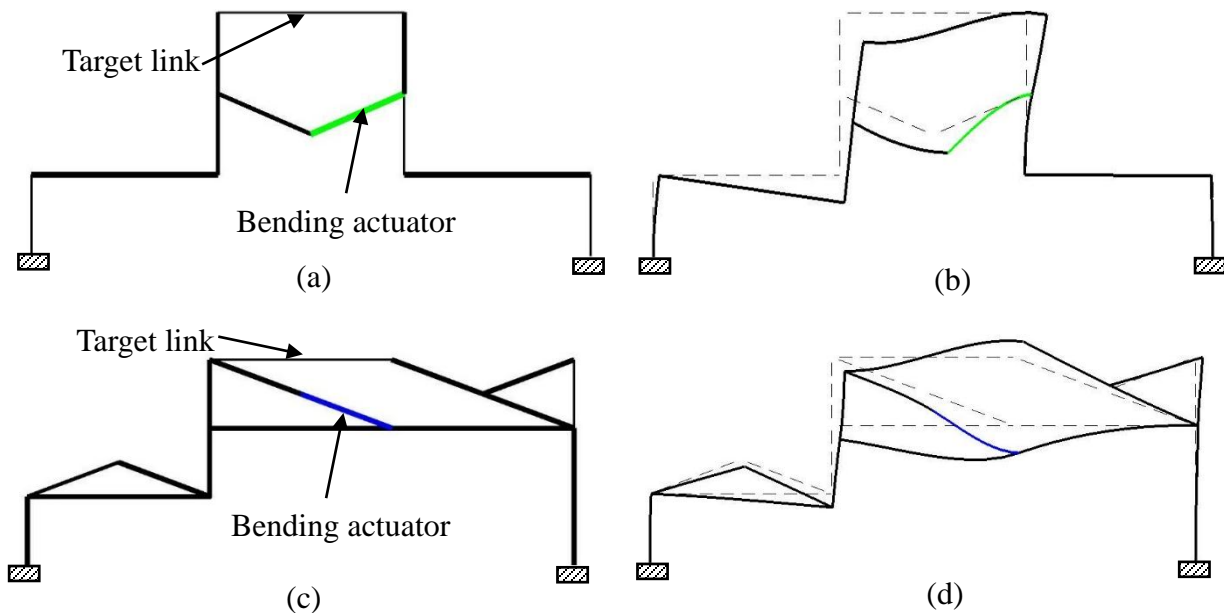 Target link
Bending actuator
(a)
(b)
Target link
Bending actuator
(c)
(d)